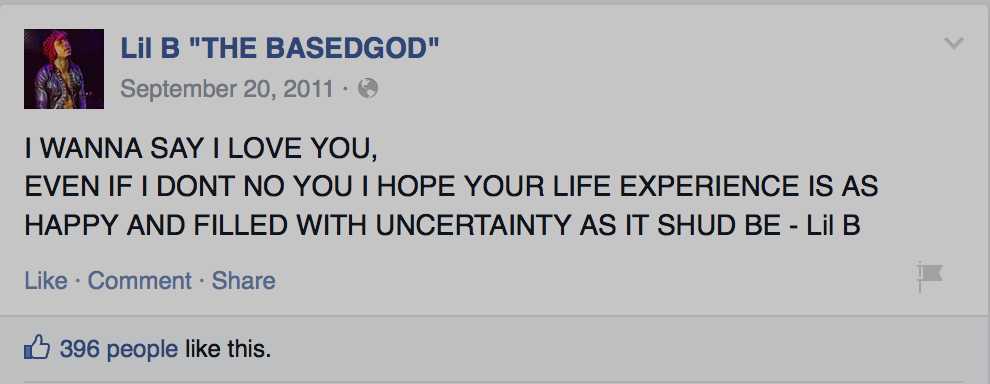 Lil B "THE BASEDGOD"
September 20, 2011 ·
I WANNA SAY I LOVE YOU,
EVEN IF I DONT NO YOU I HOPE YOUR LIFE EXPERIENCE IS AS
HAPPY AND FILLED WITH UNCERTAINTY AS IT SHUD BE - Lil B
Like · Comment · Share
396 people like this.